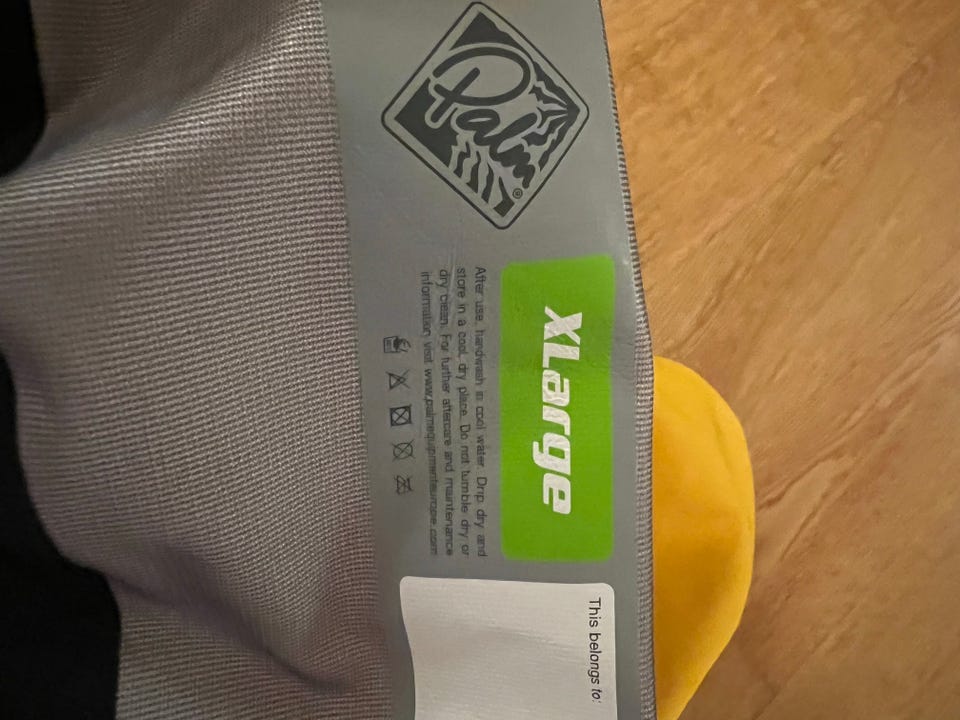 Palm
XLarge
After use, handwash in cool water. Drip dry and
store in a cool, dry place. Do not tumble dry or
dry clean. For further aftercare and maintenance
information visit www.palmequipmenteurope.com
This belongs to: